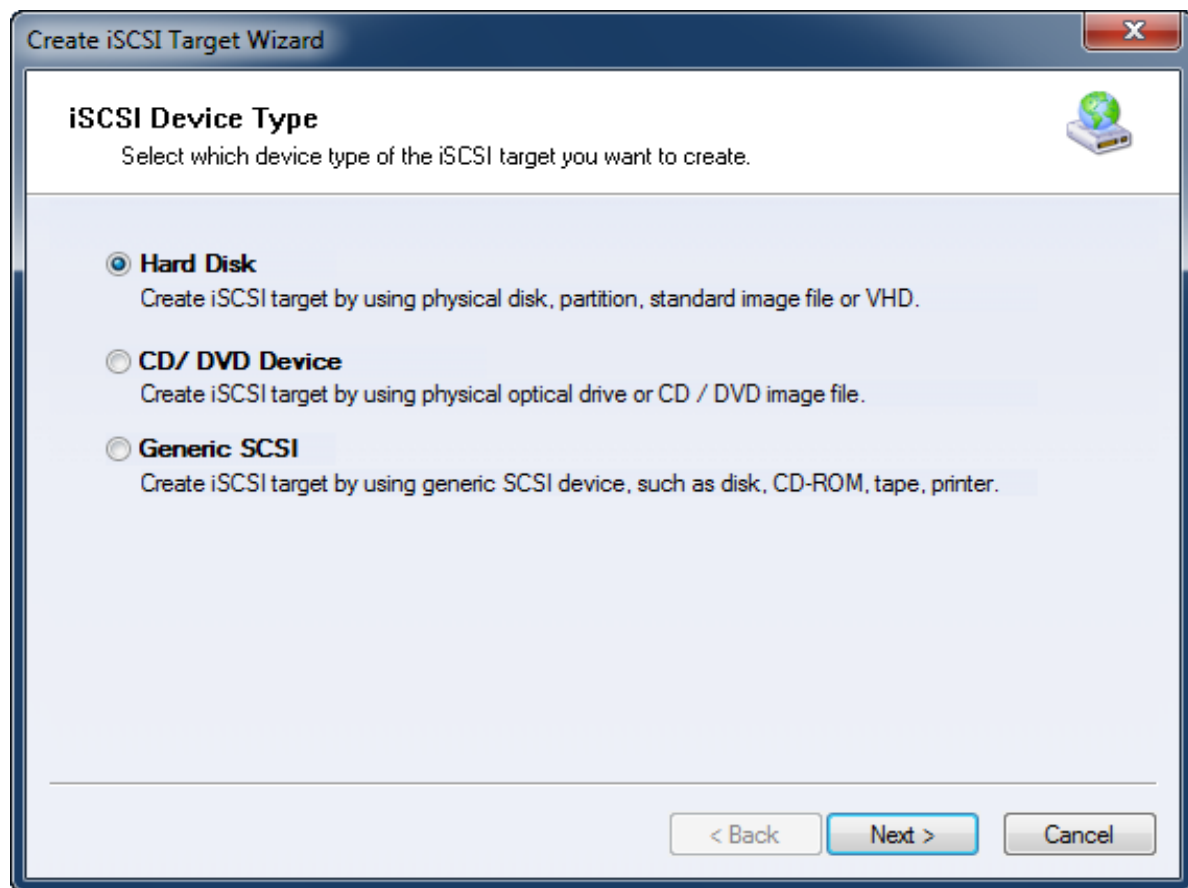 Create iSCSI Target Wizard
iSCSI Device Type
Select which device type of the iSCSI target you want to create.
Hard Disk
Create iSCSI target by using physical disk, partition, standard image file or VHD.
CD/ DVD Device
Create iSCSI target by using physical optical drive or CD / DVD image file.
Generic SCSI
Create iSCSI target by using generic SCSI device, such as disk, CD-ROM, tape, printer.
< Back Next > Cancel